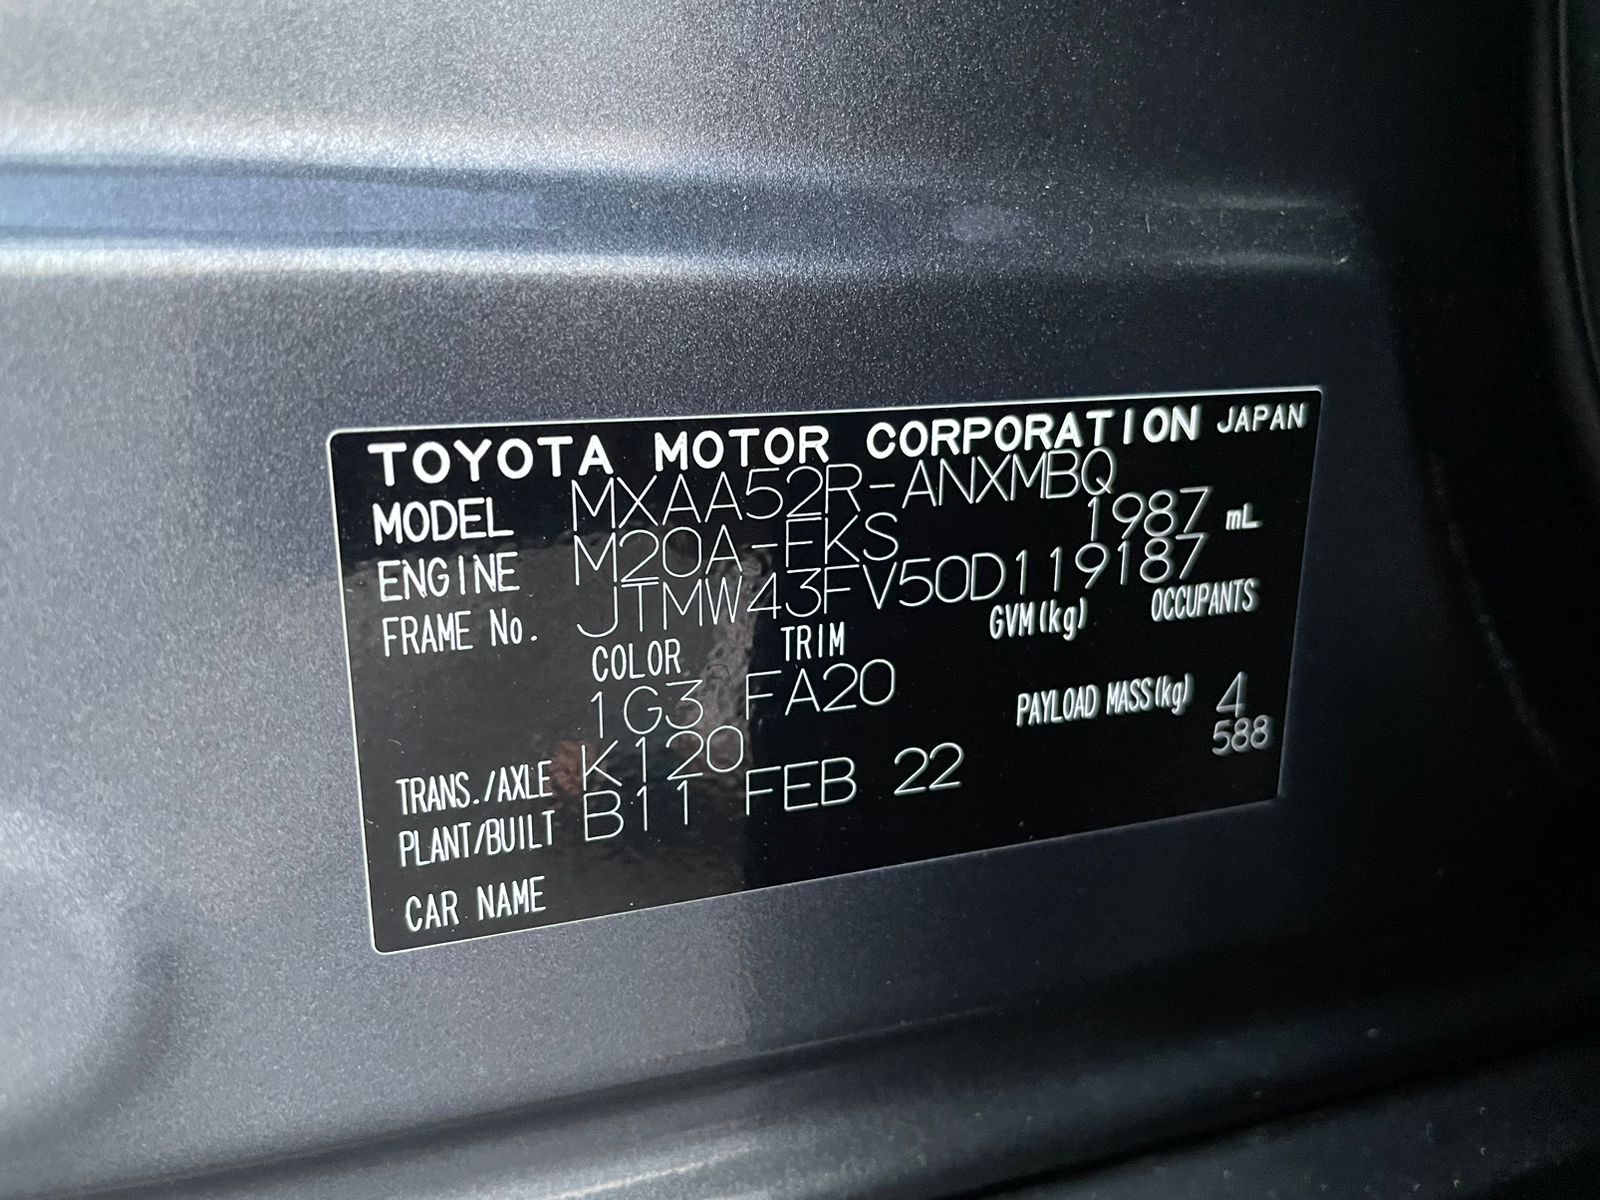 TOYOTA MOTOR CORPORATION JAPAN
MODEL MXAA52R-ANXMBQ
ENGINE M20A-FKS 1987 mL
FRAME No. JTMW43FV50D119187
COLOR TRIM GVM(kg) OCCUPANTS
1G3 FA20 4
PAYLOAD MASS(kg) 588
TRANS./AXLE K120
PLANT/BUILT B11 FEB 22
CAR NAME